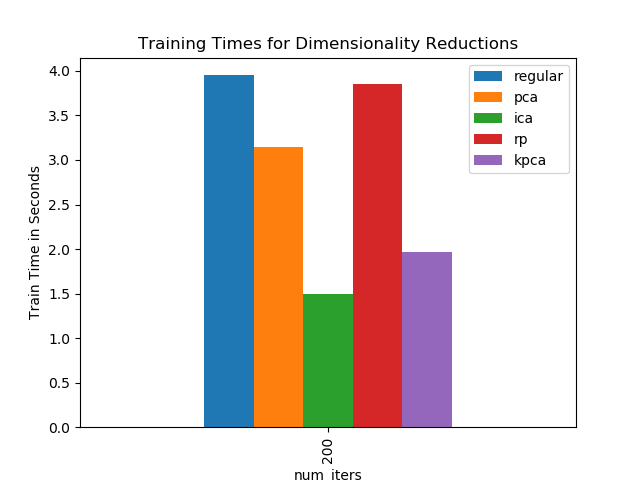 Training Times for Dimensionality Reductions
regular
pca
ica
rp
kpca
Train Time in Seconds
4.0
3.5
3.0
2.5
2.0
1.5
1.0
0.5
0.0
200
num_iters